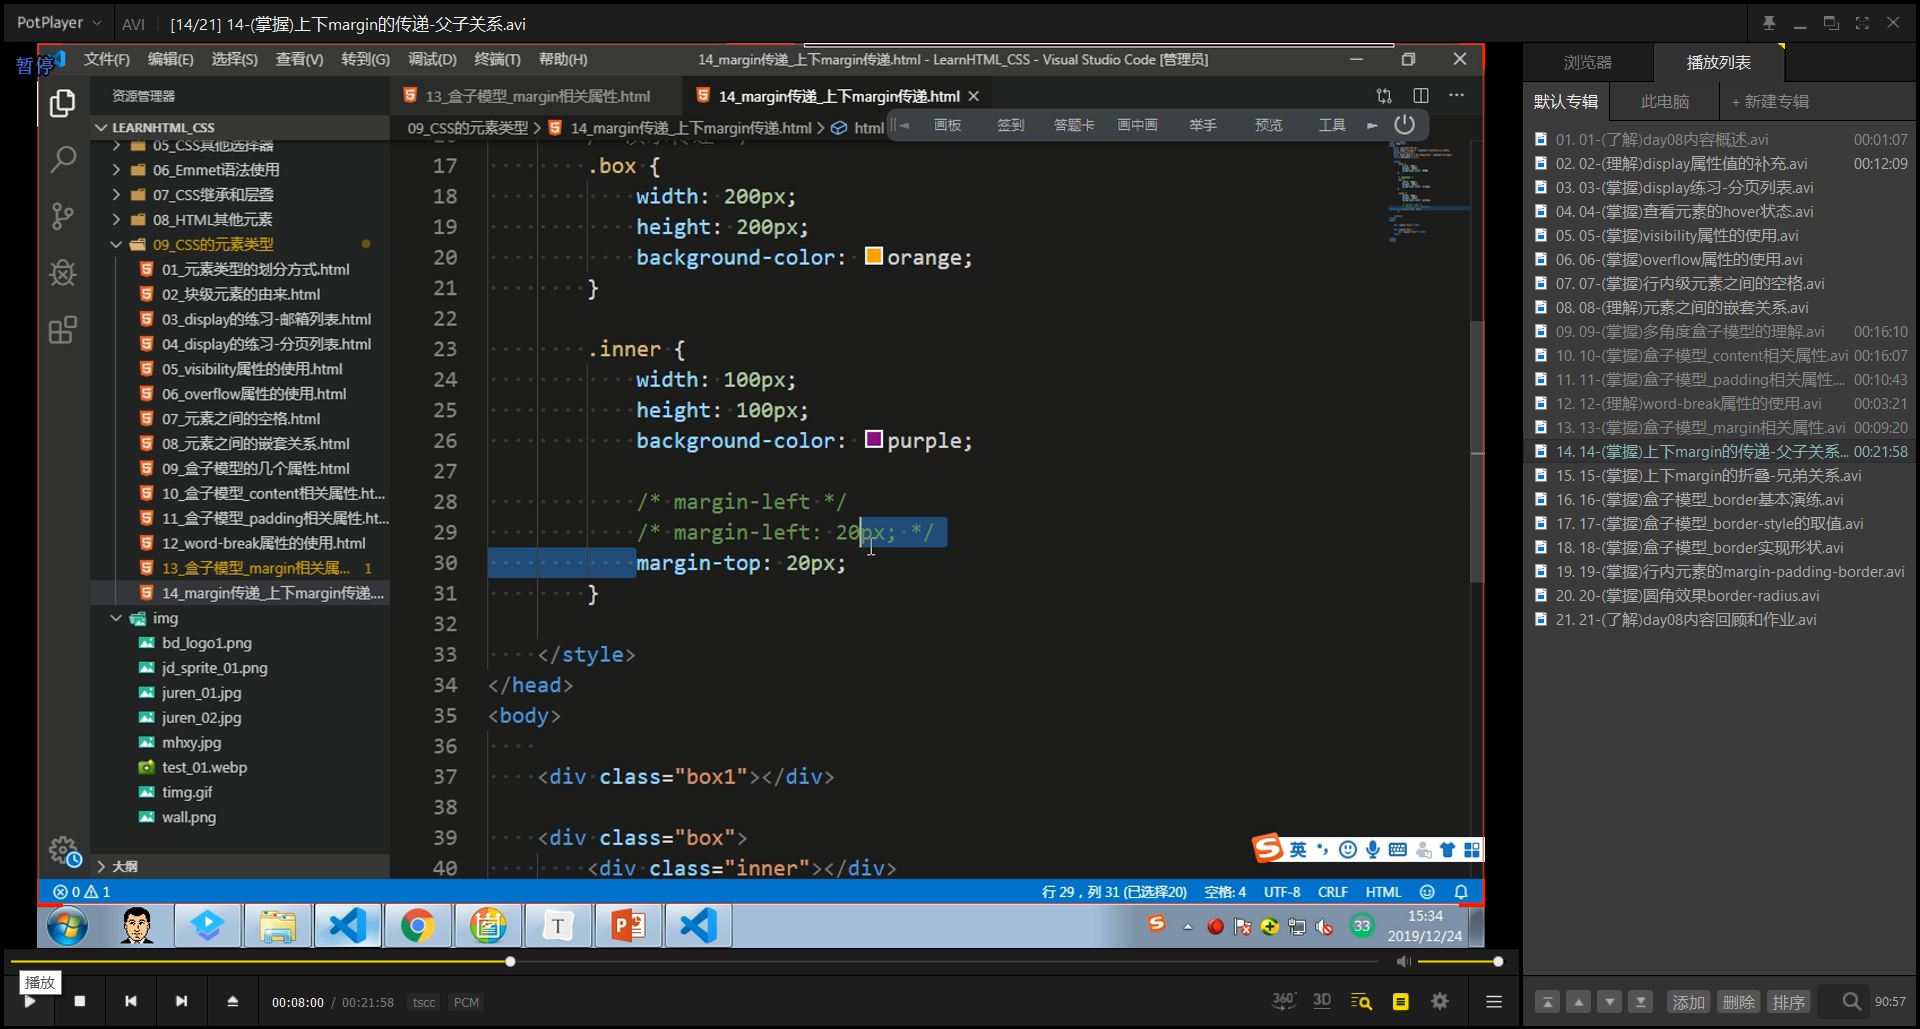 PotPlayer
AVI
[14/21] 14-(掌握)上下margin的传递-父子关系.avi
暂停
文件(F) 编辑(E) 选择(S) 查看(V) 转到(G) 调试(D) 终端(T) 帮助(H)
14_margin传递_上下margin传递.html - LearnHTML_CSS - Visual Studio Code [管理员]
资源管理器
13_盒子模型_margin相关属性.html
14_margin传递_上下margin传递.html
LEARNHTML_CSS
09_CSS的元素类型 > 14_margin传递_上下margin传递.html > html
画板 签到 答题卡 画中画 举手 预览 工具
05_CSS其他选择器
06_Emmet语法使用
07_CSS继承和层叠
08_HTML其他元素
09_CSS的元素类型
01_元素类型的划分方式.html
02_块级元素的由来.html
03_display的练习-邮箱列表.html
04_display的练习-分页列表.html
05_visibility属性的使用.html
06_overflow属性的使用.html
07_元素之间的空格.html
08_元素之间的嵌套关系.html
09_盒子模型的几个属性.html
10_盒子模型_content相关属性.ht...
11_盒子模型_padding相关属性.ht...
12_word-break属性的使用.html
13_盒子模型_margin相关属... 1
14_margin传递_上下margin传递....
img
bd_logo1.png
jd_sprite_01.png
juren_01.jpg
juren_02.jpg
mhxy.jpg
test_01.webp
timg.gif
wall.png
大纲
17 .box {
18 width: 200px;
19 height: 200px;
20 background-color: orange;
21 }
22
23 .inner {
24 width: 100px;
25 height: 100px;
26 background-color: purple;
27
28 /* margin-left */
29 /* margin-left: 20px; */
30 margin-top: 20px;
31 }
32
33 </style>
34 </head>
35 <body>
36
37 <div class="box1"></div>
38
39 <div class="box">
40 <div class="inner"></div>
英
0 1
行 29，列 31 (已选择20) 空格: 4 UTF-8 CRLF HTML
33
15:34
2019/12/24
播放
00:08:00 / 00:21:58 tscc PCM
360° 3D
浏览器 播放列表
默认专辑 此电脑 + 新建专辑
01. 01-(了解)day08内容概述.avi 00:01:07
02. 02-(理解)display属性值的补充.avi 00:12:09
03. 03-(掌握)display练习-分页列表.avi
04. 04-(掌握)查看元素的hover状态.avi
05. 05-(掌握)visibility属性的使用.avi
06. 06-(掌握)overflow属性的使用.avi
07. 07-(掌握)行内级元素之间的空格.avi
08. 08-(理解)元素之间的嵌套关系.avi
09. 09-(掌握)多角度盒子模型的理解.avi 00:16:10
10. 10-(掌握)盒子模型_content相关属性.avi 00:16:07
11. 11-(掌握)盒子模型_padding相关属性.... 00:10:43
12. 12-(理解)word-break属性的使用.avi 00:03:21
13. 13-(掌握)盒子模型_margin相关属性.avi 00:09:20
14. 14-(掌握)上下margin的传递-父子关系... 00:21:58
15. 15-(掌握)上下margin的折叠-兄弟关系.avi
16. 16-(掌握)盒子模型_border基本演练.avi
17. 17-(掌握)盒子模型_border-style的取值.avi
18. 18-(掌握)盒子模型_border实现形状.avi
19. 19-(掌握)行内元素的margin-padding-border.avi
20. 20-(掌握)圆角效果border-radius.avi
21. 21-(了解)day08内容回顾和作业.avi
添加 删除 排序 90:57